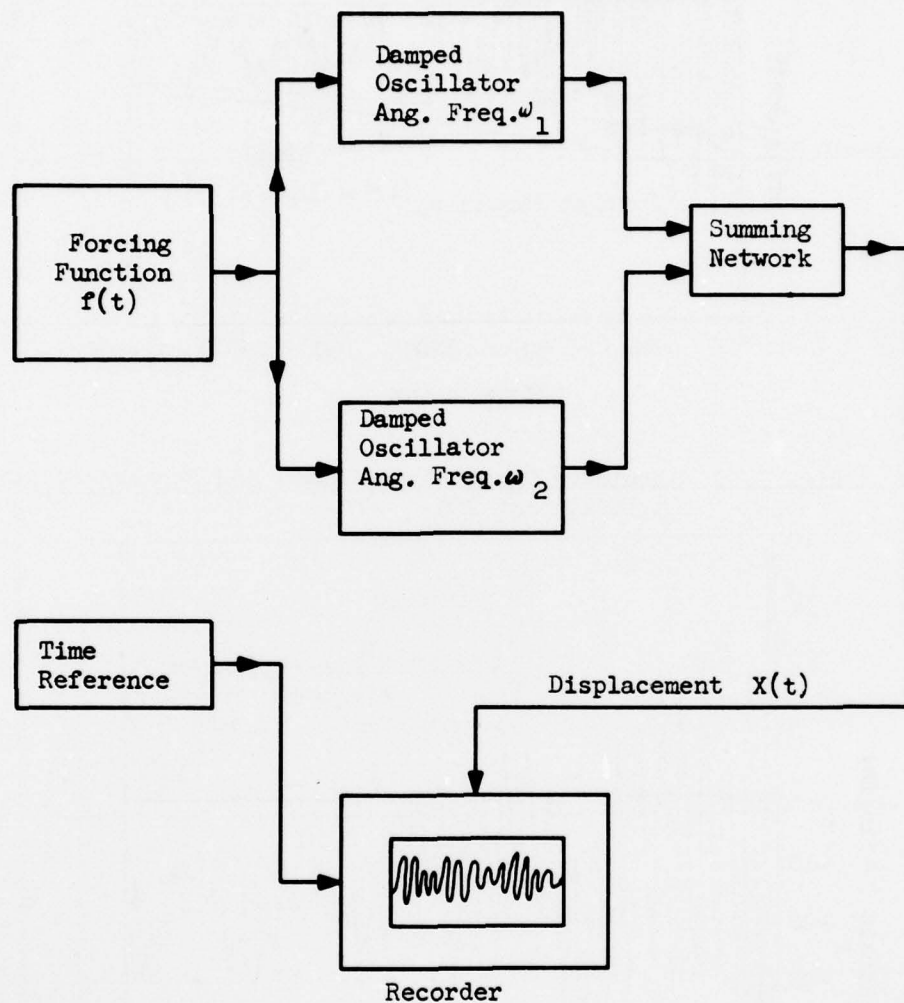 Damped
Oscillator
Ang. Freq.ω1
Forcing
Function
f(t)
Summing
Network
Damped
Oscillator
Ang. Freq.ω2
Time
Reference
Displacement X(t)
Recorder